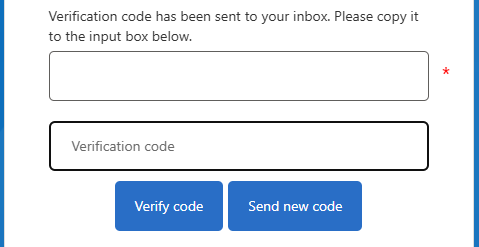 Verification code has been sent to your inbox. Please copy it
to the input box below.
*
Verification code
Verify code
Send new code